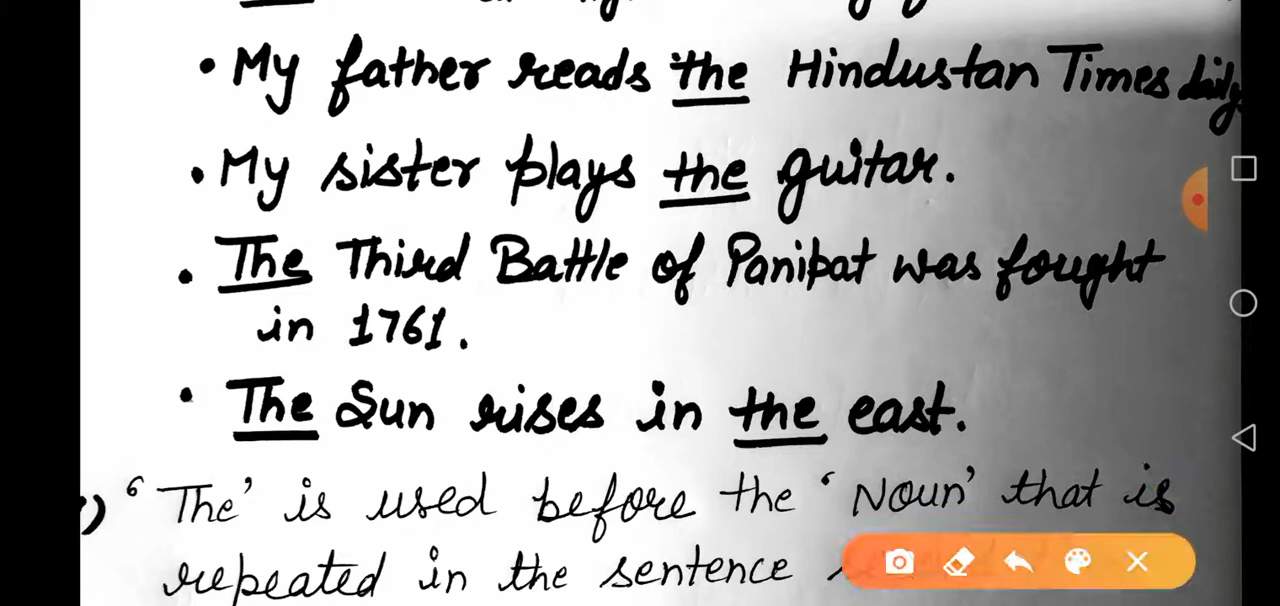 • My father reads the Hindustan Times daily.
• My sister plays the guitar.
• The Third Battle of Panipat was fought
in 1761.
• The Sun rises in the east.
) 'The' is used before the 'Noun' that is
repeated in the sentence